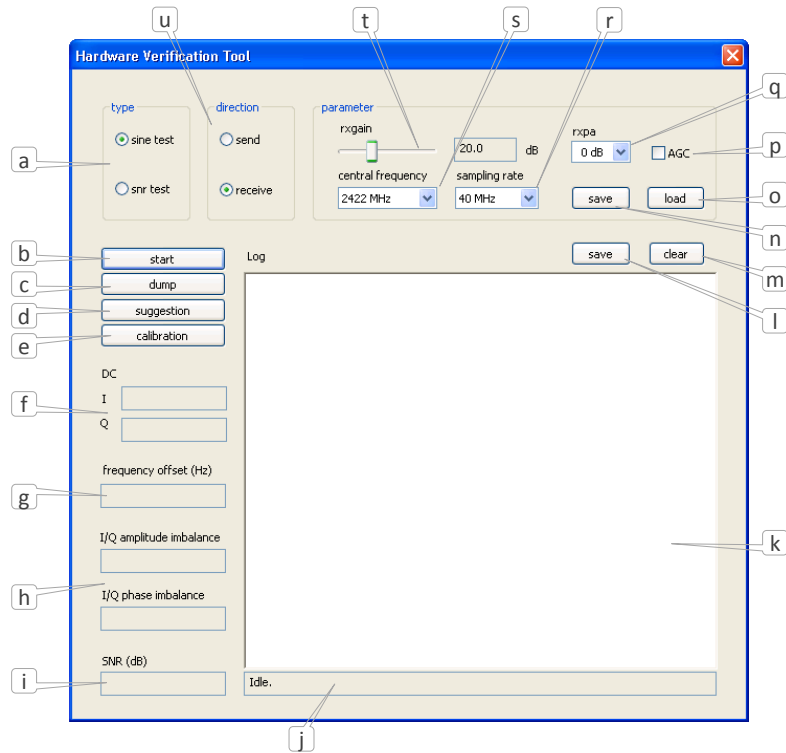 u
t
s
r
Hardware Verification Tool
q
type
direction
parameter
rxgain
rxpa
sine test
send
20.0
dB
0 dB
AGC
p
a
central frequency
sampling rate
snr test
receive
2422 MHz
40 MHz
save
load
o
n
b
start
Log
save
clear
m
c
dump
l
d
suggestion
e
calibration
DC
I
f
Q
frequency offset (Hz)
g
I/Q amplitude imbalance
k
h
I/Q phase imbalance
SNR (dB)
i
Idle.
j